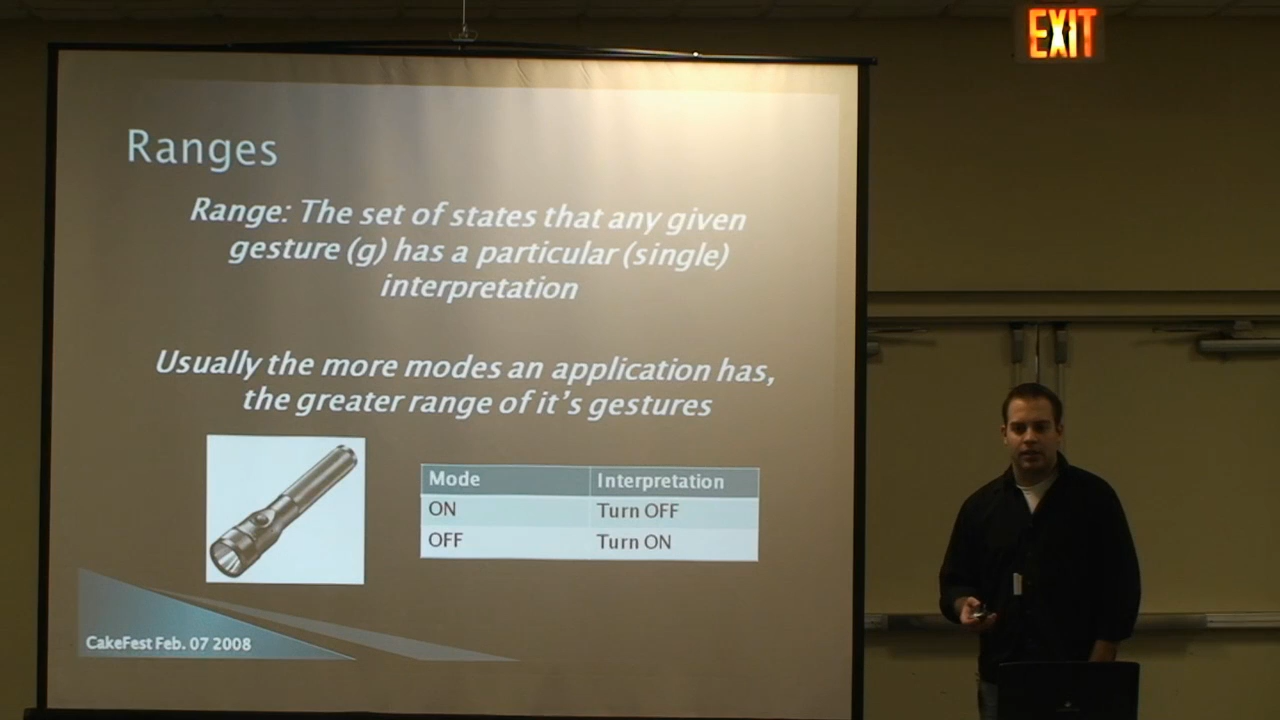 EXIT
Ranges
Range: The set of states that any given
gesture (g) has a particular (single)
interpretation
Usually the more modes an application has,
the greater range of it's gestures
Mode Interpretation
ON Turn OFF
OFF Turn ON
CakeFest Feb. 07 2008